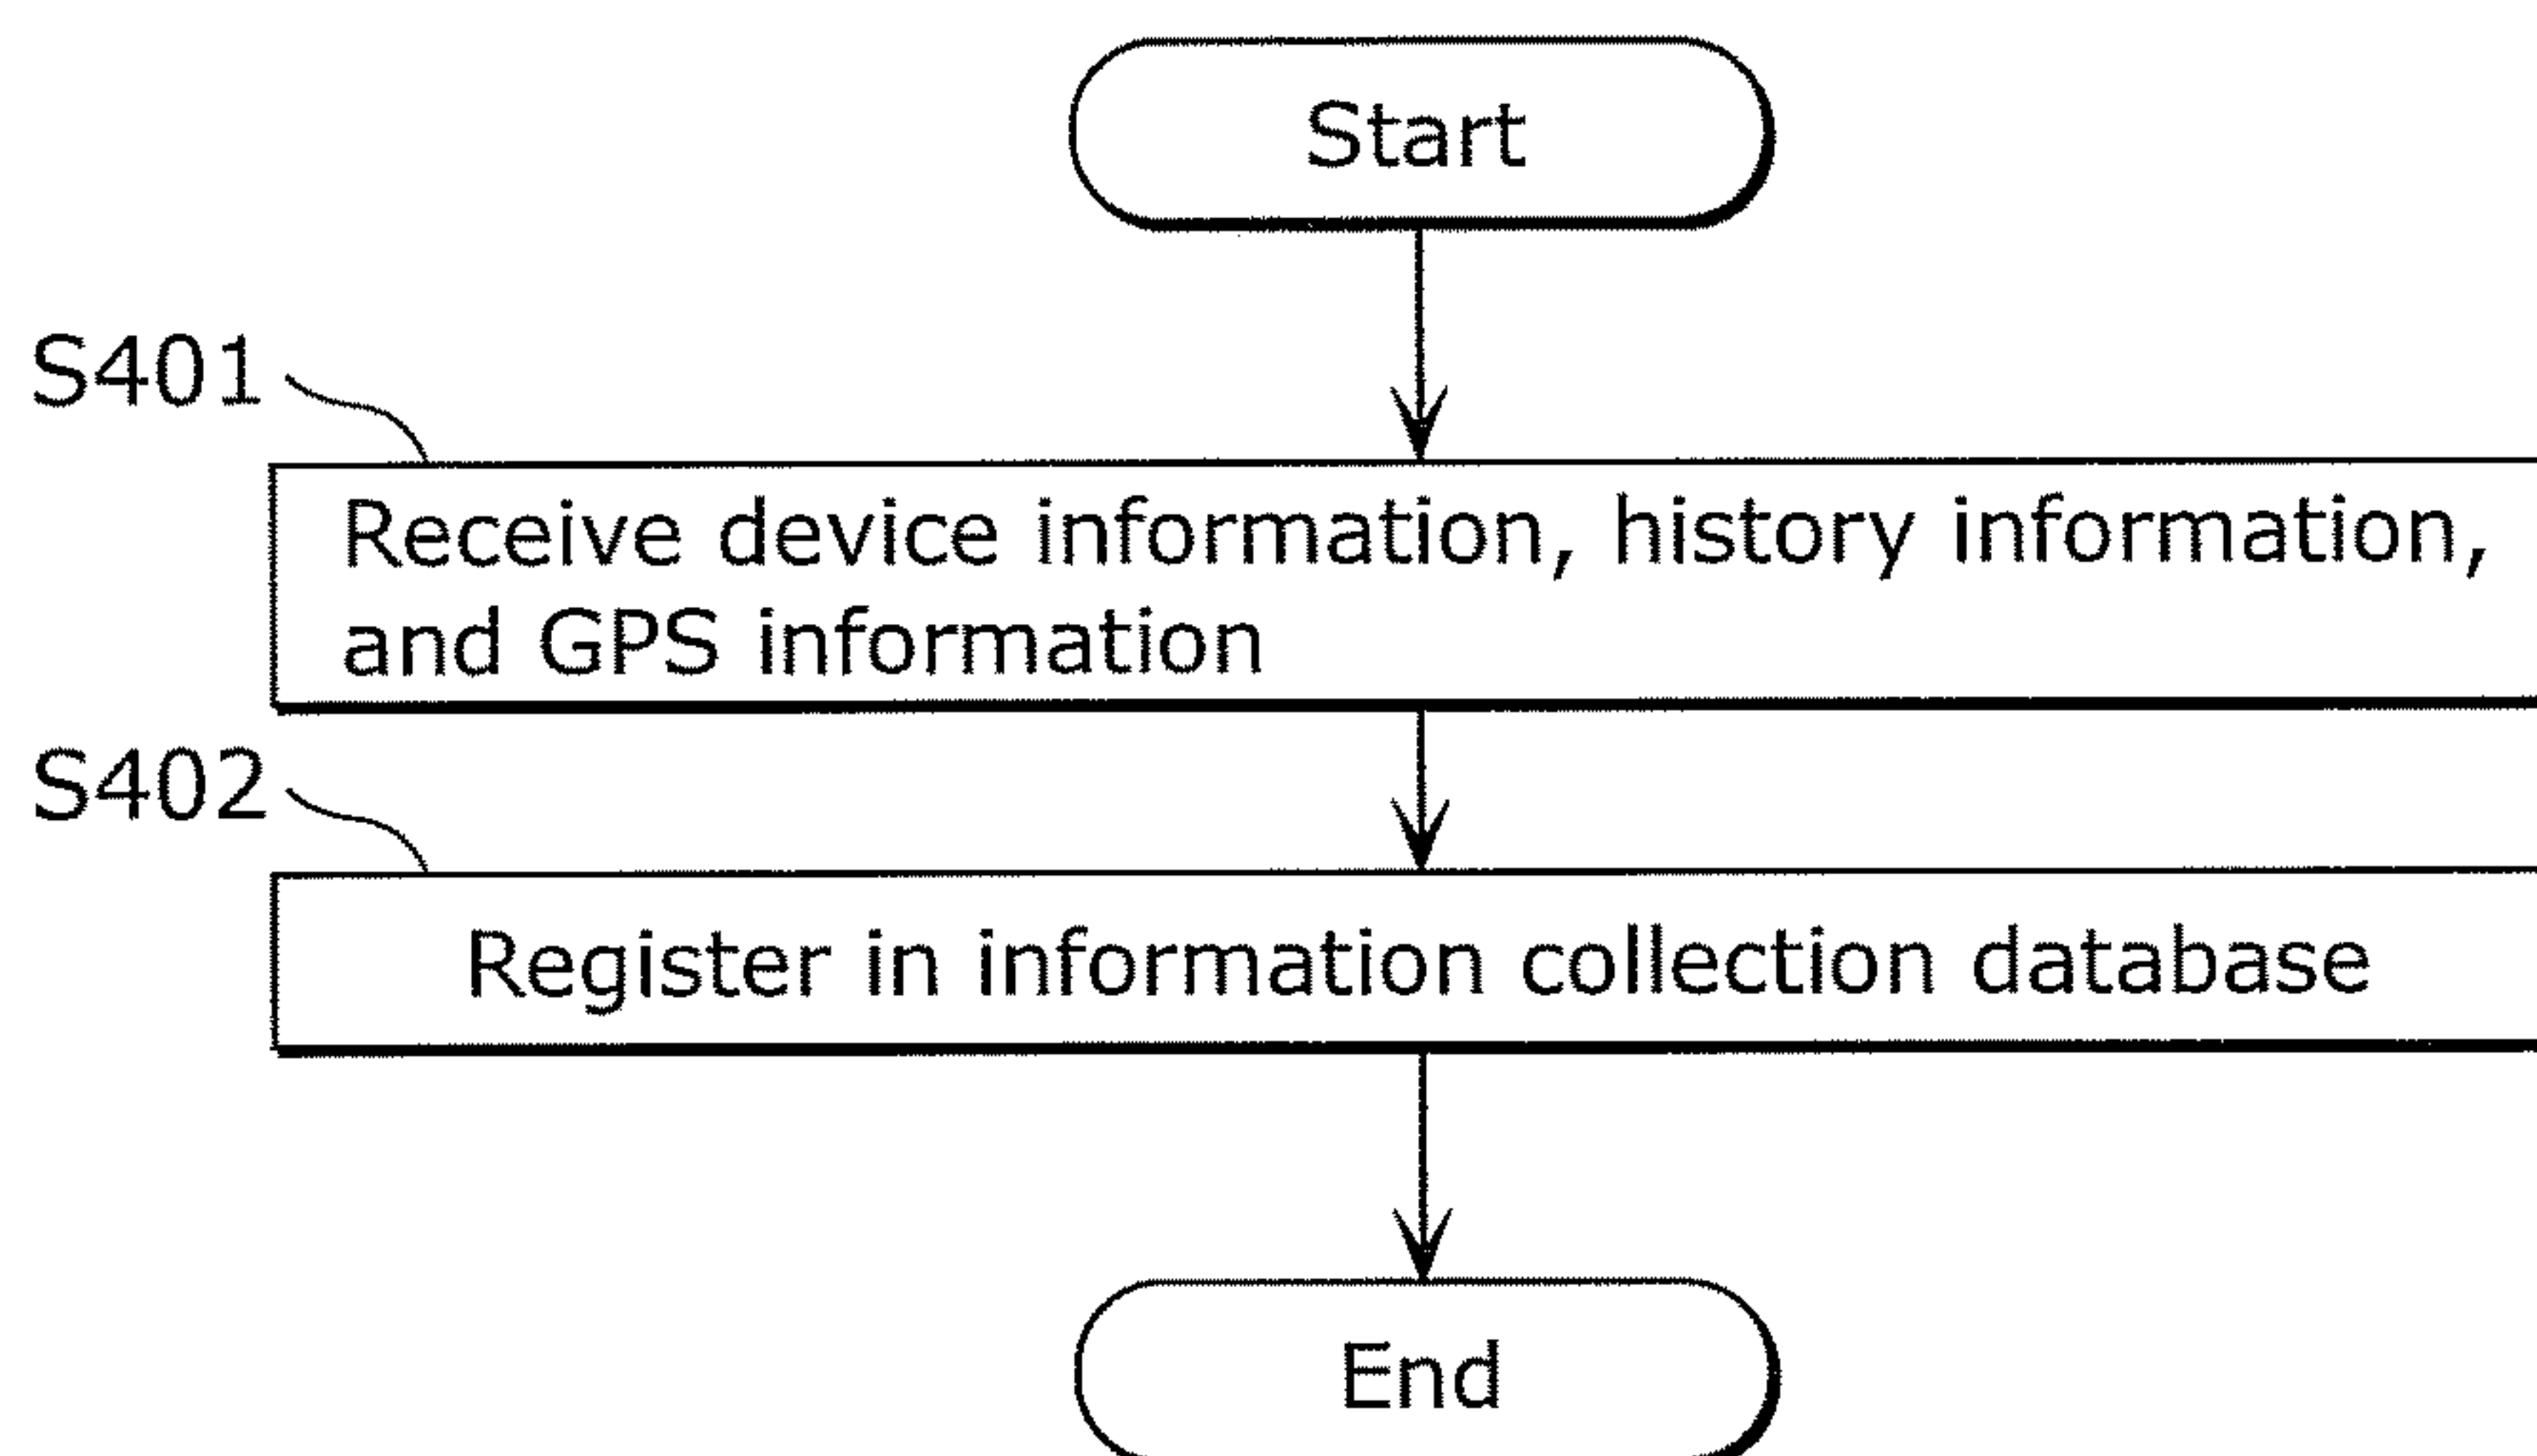 Start
S401
Receive device information, history information,
and GPS information
S402
Register in information collection database
End